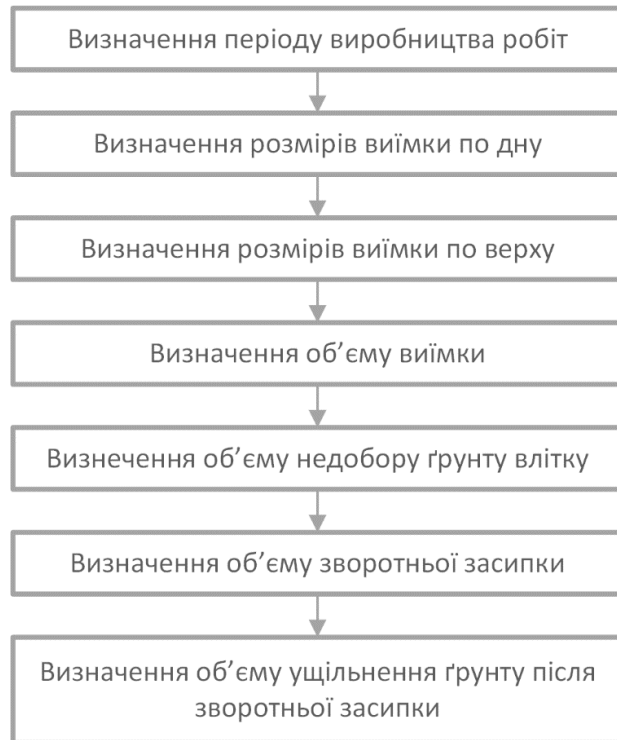 Визначення періоду виробництва робіт
Визначення розмірів виїмки по дну
Визначення розмірів виїмки по верху
Визначення об’єму виїмки
Визнечення об’єму недобору ґрунту влітку
Визначення об’єму зворотньої засипки
Визначення об’єму ущільнення ґрунту після
зворотньої засипки